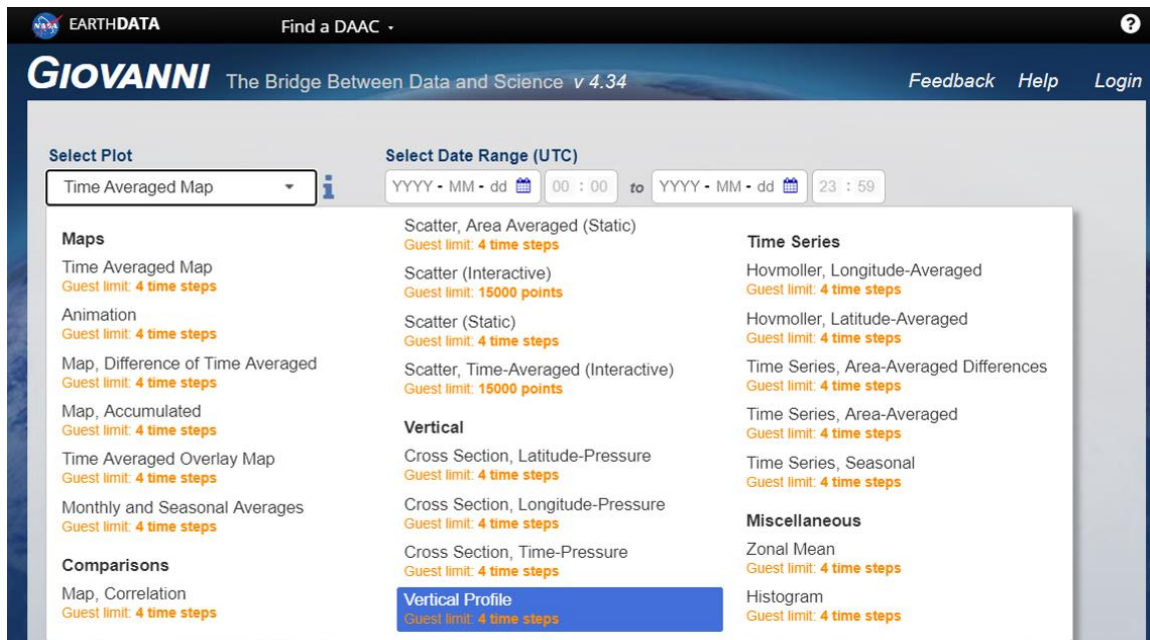 NASA EARTHDATA Find a DAAC - ?
GIOVANNI The Bridge Between Data and Science v 4.34 Feedback Help Login
Select Plot
Time Averaged Map
i
Select Date Range (UTC)
YYYY - MM - dd 00 : 00 to YYYY - MM - dd 23 : 59
Maps
Time Averaged Map
Guest limit: 4 time steps
Animation
Guest limit: 4 time steps
Map, Difference of Time Averaged
Guest limit: 4 time steps
Map, Accumulated
Guest limit: 4 time steps
Time Averaged Overlay Map
Guest limit: 4 time steps
Monthly and Seasonal Averages
Guest limit: 4 time steps
Comparisons
Map, Correlation
Guest limit: 4 time steps
Scatter, Area Averaged (Static)
Guest limit: 4 time steps
Scatter (Interactive)
Guest limit: 15000 points
Scatter (Static)
Guest limit: 4 time steps
Scatter, Time-Averaged (Interactive)
Guest limit: 15000 points
Vertical
Cross Section, Latitude-Pressure
Guest limit: 4 time steps
Cross Section, Longitude-Pressure
Guest limit: 4 time steps
Cross Section, Time-Pressure
Guest limit: 4 time steps
Vertical Profile
Guest limit: 4 time steps
Time Series
Hovmoller, Longitude-Averaged
Guest limit: 4 time steps
Hovmoller, Latitude-Averaged
Guest limit: 4 time steps
Time Series, Area-Averaged Differences
Guest limit: 4 time steps
Time Series, Area-Averaged
Guest limit: 4 time steps
Time Series, Seasonal
Guest limit: 4 time steps
Miscellaneous
Zonal Mean
Guest limit: 4 time steps
Histogram
Guest limit: 4 time steps